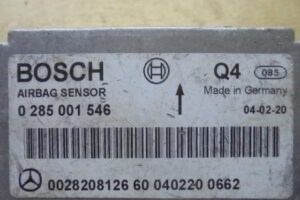 BOSCH Q4 085
AIRBAG SENSOR Made in Germany
0 285 001 546 04-02-20
0028208126 60 040220 0662